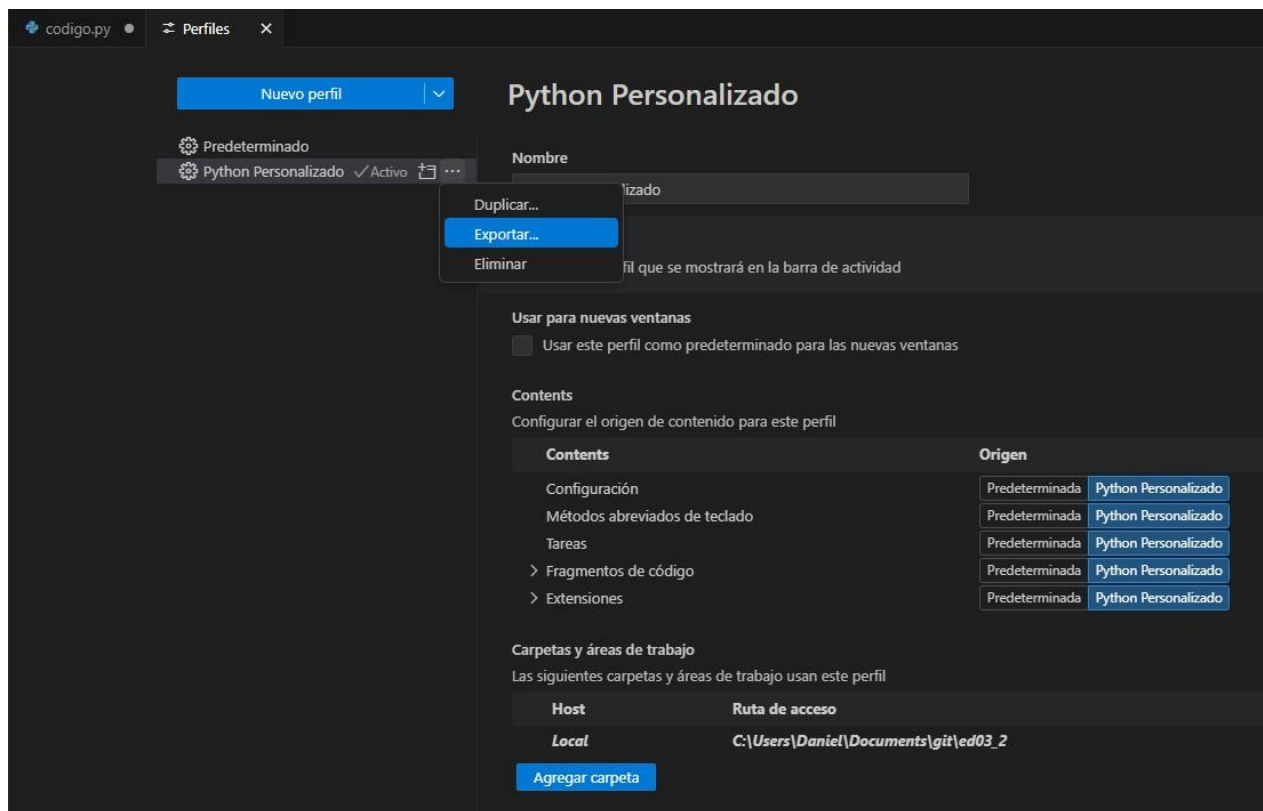 codigo.py Perfiles
Nuevo perfil
Python Personalizado
Predeterminado
Python Personalizado Activo
Nombre
lizado
Duplicar...
Exportar...
Eliminar
fil que se mostrará en la barra de actividad
Usar para nuevas ventanas
Usar este perfil como predeterminado para las nuevas ventanas
Contents
Configurar el origen de contenido para este perfil
Contents Origen
Configuración Predeterminada Python Personalizado
Métodos abreviados de teclado Predeterminada Python Personalizado
Tareas Predeterminada Python Personalizado
Fragmentos de código Predeterminada Python Personalizado
Extensiones Predeterminada Python Personalizado
Carpetas y áreas de trabajo
Las siguientes carpetas y áreas de trabajo usan este perfil
Host Ruta de acceso
Local C:\Users\Daniel\Documents\git\ed03_2
Agregar carpeta